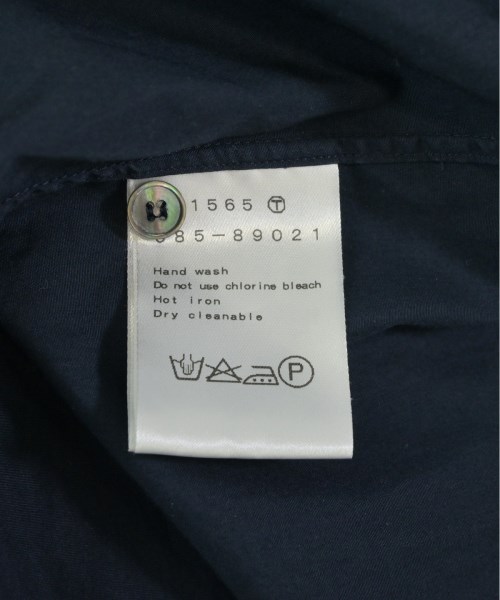 1565 Ⓣ
85-89021
Hand wash
Do not use chlorine bleach
Hot iron
Dry cleanable
P